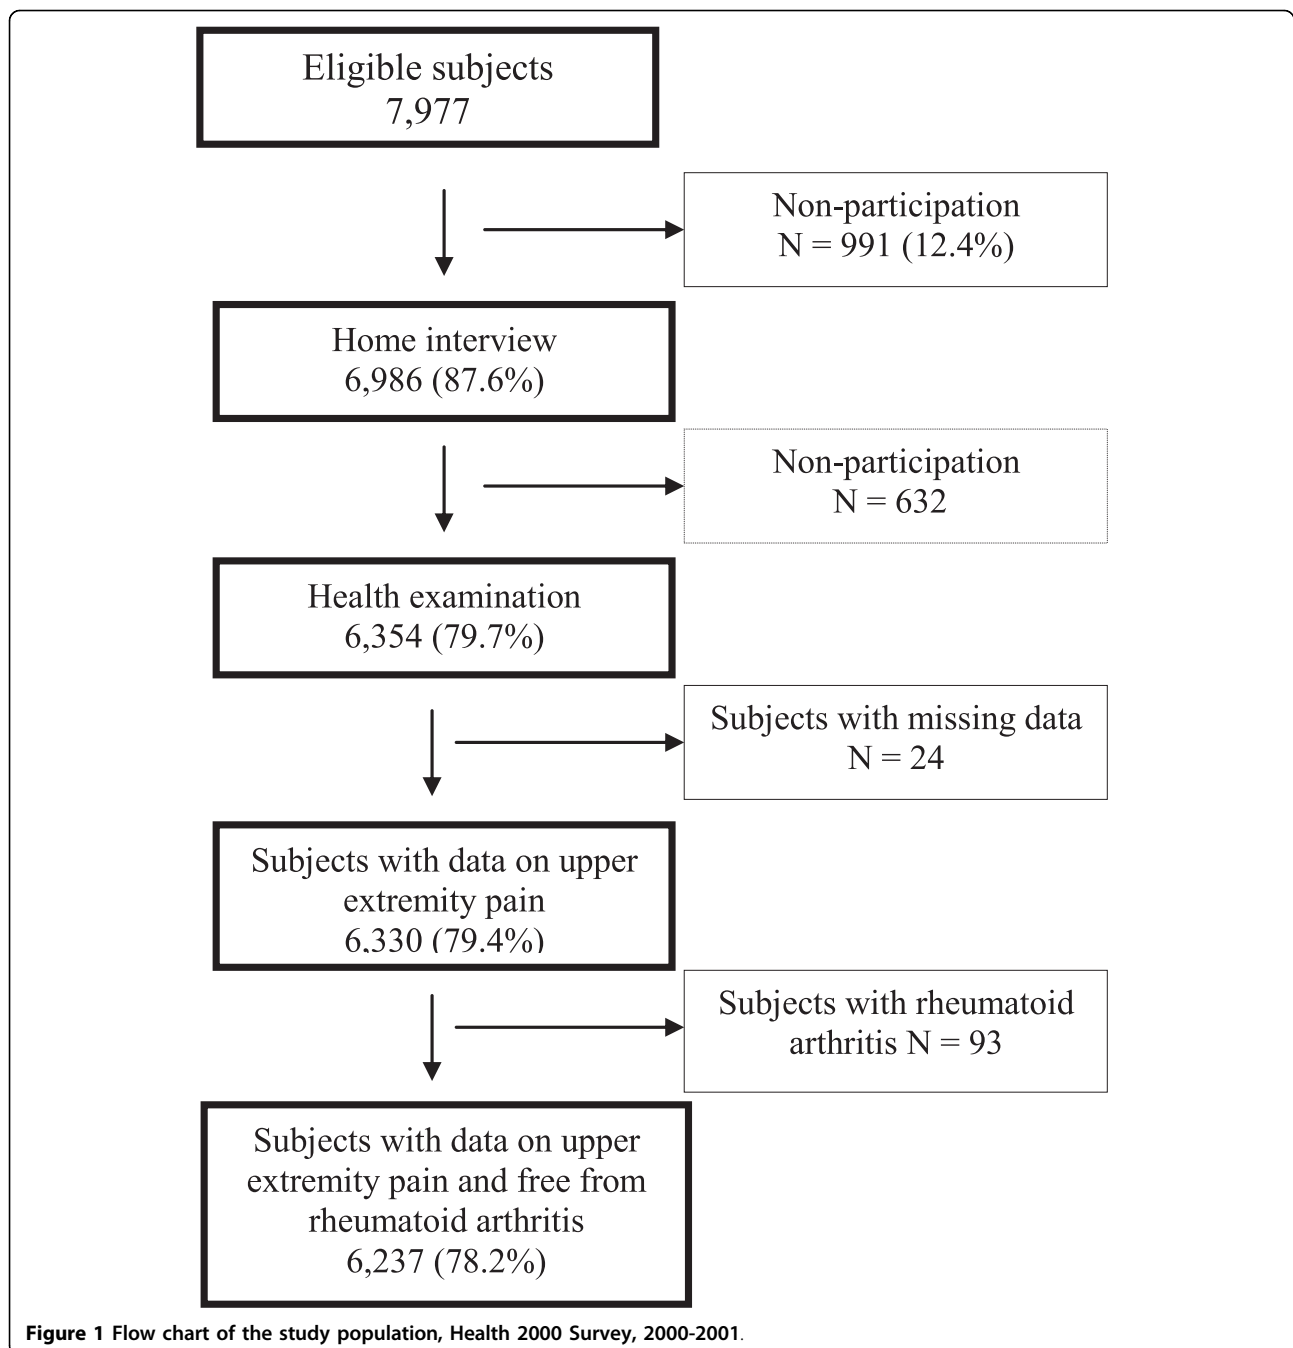 Eligible subjects
7,977
Non-participation
N = 991 (12.4%)
Home interview
6,986 (87.6%)
Non-participation
N = 632
Health examination
6,354 (79.7%)
Subjects with missing data
N = 24
Subjects with data on upper
extremity pain
6,330 (79.4%)
Subjects with rheumatoid
arthritis N = 93
Subjects with data on upper
extremity pain and free from
rheumatoid arthritis
6,237 (78.2%)
Figure 1 Flow chart of the study population, Health 2000 Survey, 2000-2001.